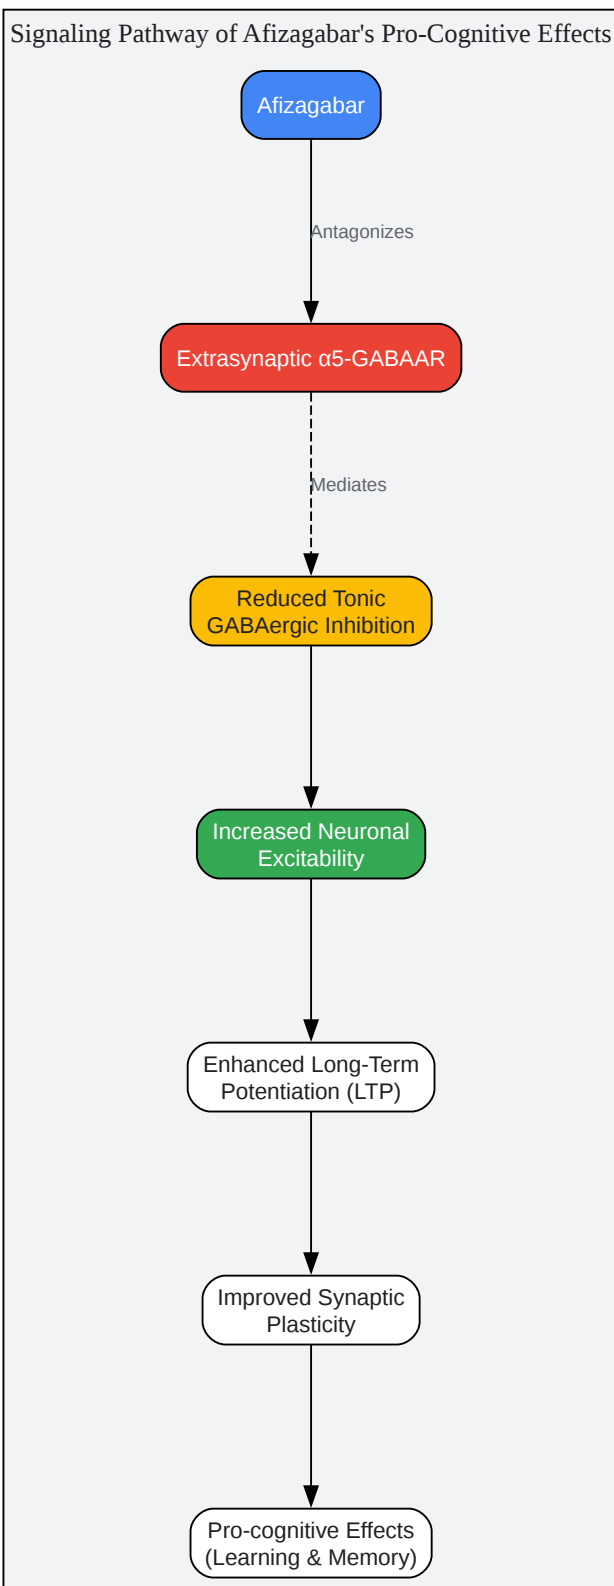 Signaling Pathway of Afizagabar's Pro-Cognitive Effects
Afizagabar
Antagonizes
Extrasynaptic α5-GABAAR
Mediates
Reduced Tonic
GABAergic Inhibition
Increased Neuronal
Excitability
Enhanced Long-Term
Potentiation (LTP)
Improved Synaptic
Plasticity
Pro-cognitive Effects
(Learning & Memory)